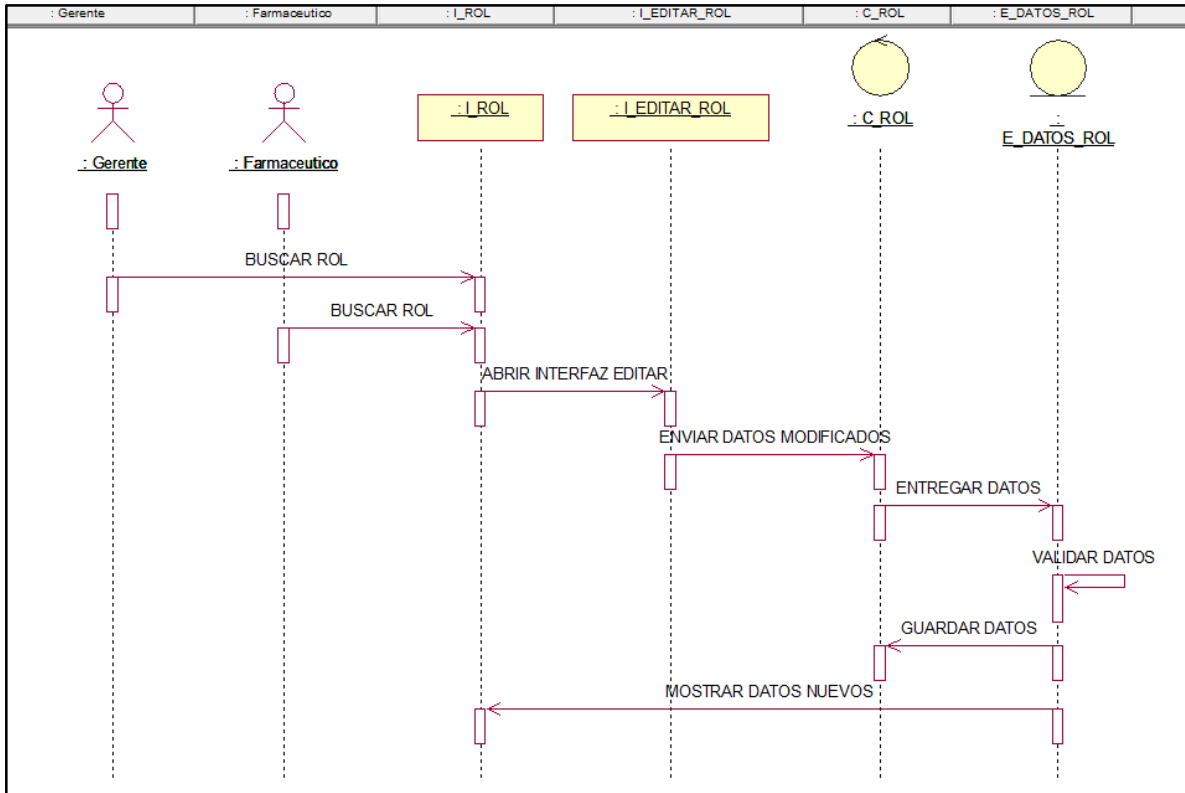 : Gerente
: Farmaceutico
: I_ROL
: I_EDITAR_ROL
: C_ROL
: E_DATOS_ROL
: Gerente
: Farmaceutico
: I_ROL
: I_EDITAR_ROL
: C_ROL
:
E_DATOS_ROL
BUSCAR ROL
BUSCAR ROL
ABRIR INTERFAZ EDITAR
ENVIAR DATOS MODIFICADOS
ENTREGAR DATOS
VALIDAR DATOS
GUARDAR DATOS
MOSTRAR DATOS NUEVOS